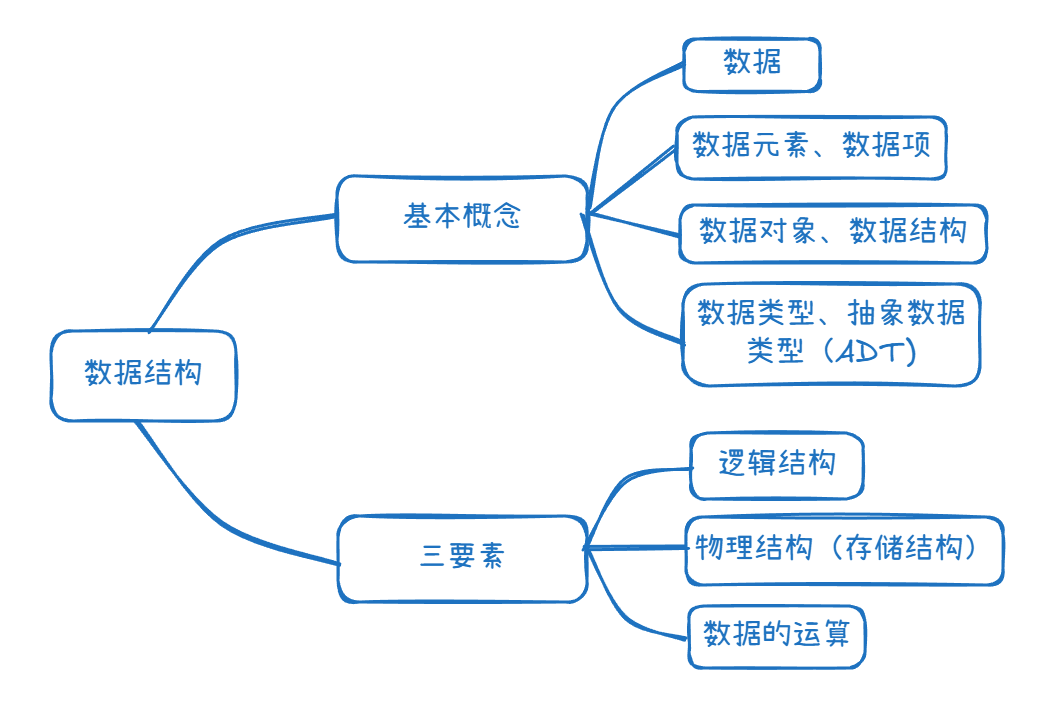 数据
数据元素、数据项
基本概念
数据对象、数据结构
数据类型、抽象数据
类型（ADT)
数据结构
逻辑结构
三要素
物理结构（存储结构）
数据的运算